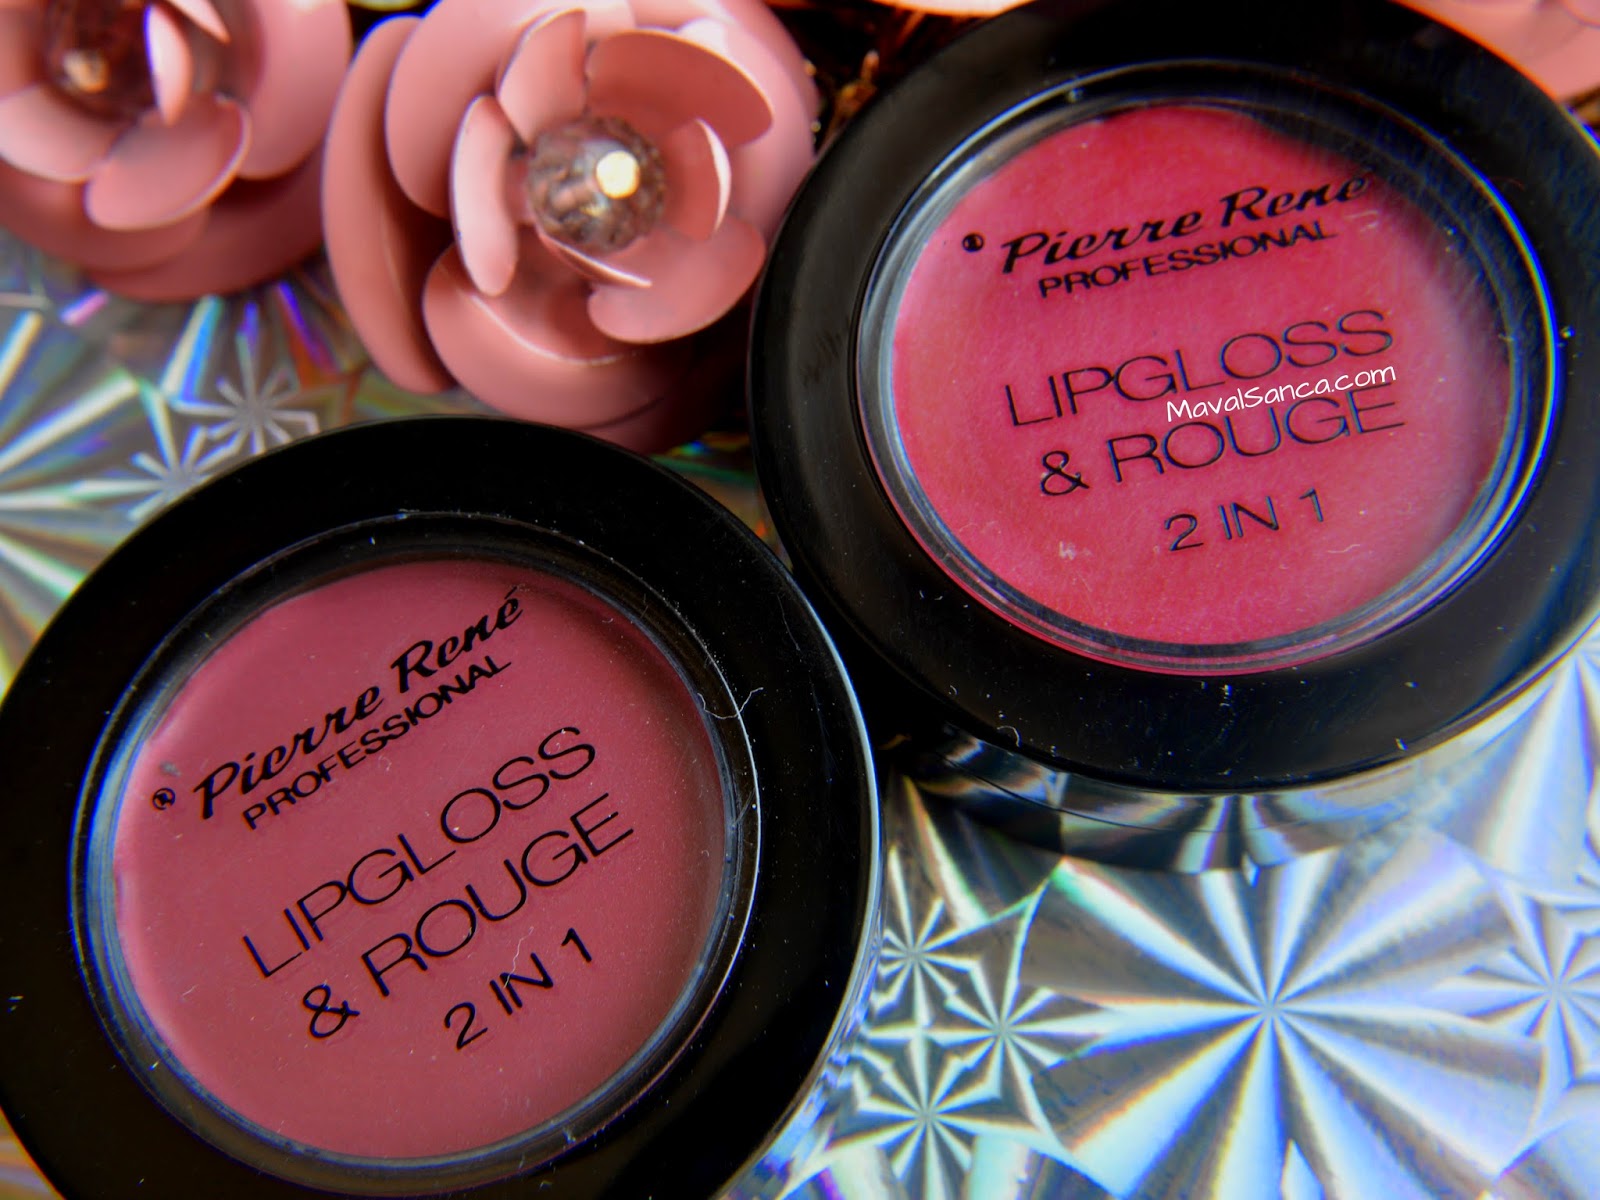 ® Pierre René
PROFESSIONAL
LIPGLOSS
& ROUGE
2 IN 1
® Pierre René
PROFESSIONAL
LIPGLOSS
MavalSanca.com
& ROUGE
2 IN 1